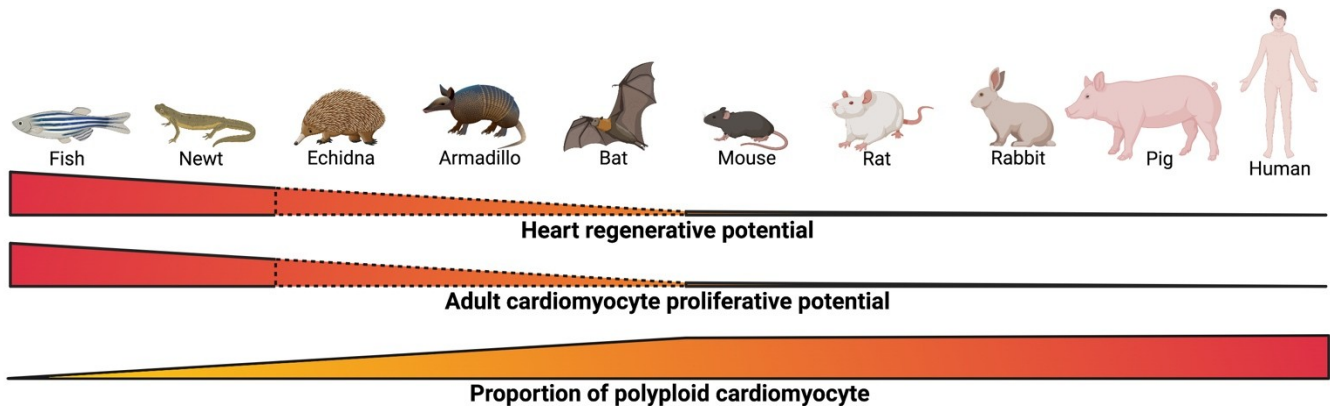 Fish
Newt
Echidna
Armadillo
Bat
Mouse
Rat
Rabbit
Pig
Human
Heart regenerative potential
Adult cardiomyocyte proliferative potential
Proportion of polyploid cardiomyocyte